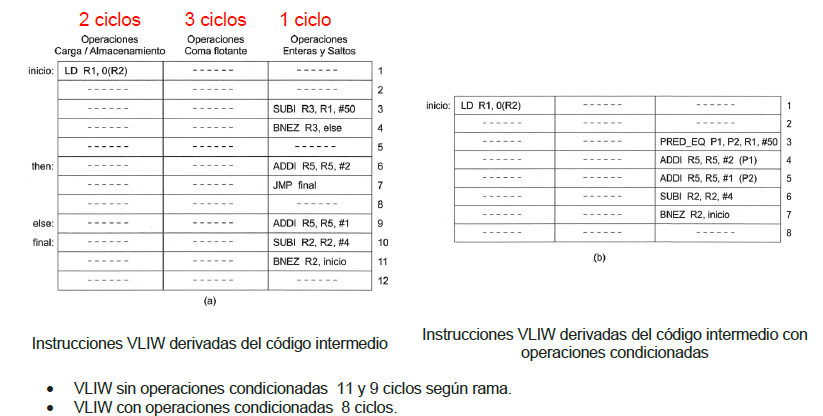 2 ciclos 3 ciclos 1 ciclo
Operaciones Carga / Almacenamiento Operaciones Coma flotante Operaciones Enteras y Saltos
inicio: LD R1, 0(R2) ------ ------ 1
------ ------ ------ 2
------ ------ SUBI R3, R1, #50 3
------ ------ BNEZ R3, else 4
------ ------ ------ 5
then: ------ ------ ADDI R5, R5, #2 6
------ ------ JMP final 7
------ ------ ------ 8
else: ------ ------ ADDI R5, R5, #1 9
final: ------ ------ SUBI R2, R2, #4 10
------ ------ BNEZ R2, inicio 11
------ ------ ------ 12
(a)
inicio: LD R1, 0(R2) ------ ------ 1
------ ------ ------ 2
------ ------ PRED_EQ P1, P2, R1, #50 3
------ ------ ADDI R5, R5, #2 (P1) 4
------ ------ ADDI R5, R5, #1 (P2) 5
------ ------ SUBI R2, R2, #4 6
------ ------ BNEZ R2, inicio 7
------ ------ ------ 8
(b)
Instrucciones VLIW derivadas del código intermedio
Instrucciones VLIW derivadas del código intermedio con
operaciones condicionadas
• VLIW sin operaciones condicionadas 11 y 9 ciclos según rama.
• VLIW con operaciones condicionadas 8 ciclos.